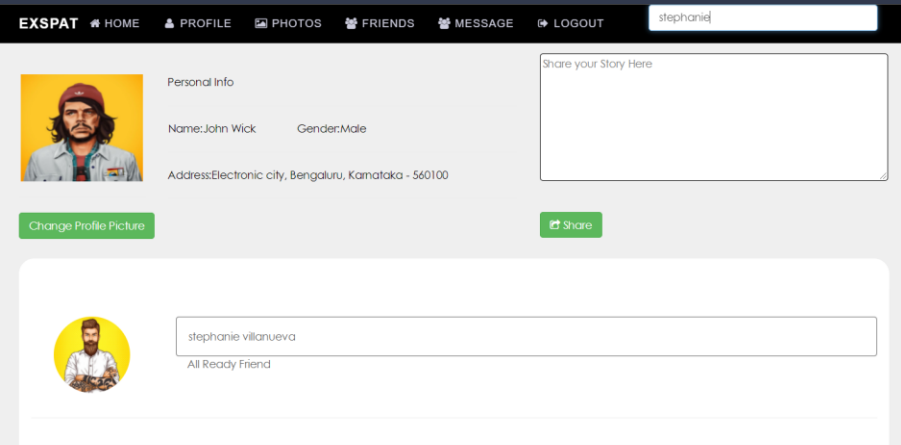 EXSPAT HOME PROFILE PHOTOS FRIENDS MESSAGE LOGOUT stephanie
Share your Story Here
Personal Info
Name:John Wick Gender:Male
Address:Electronic city, Bengaluru, Karnataka - 560100
Change Profile Picture Share
stephanie villanueva
All Ready Friend